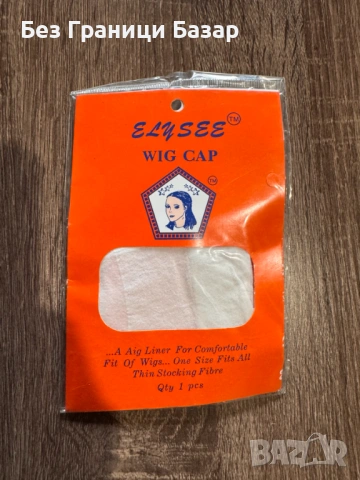 Без Граници Базар
ELYSEE TM
WIG CAP
TM
...A Aig Liner For Comfortable
Fit Of Wigs... One Size Fits All
Thin Stocking Fibre
Qty 1 pcs
BAZAR